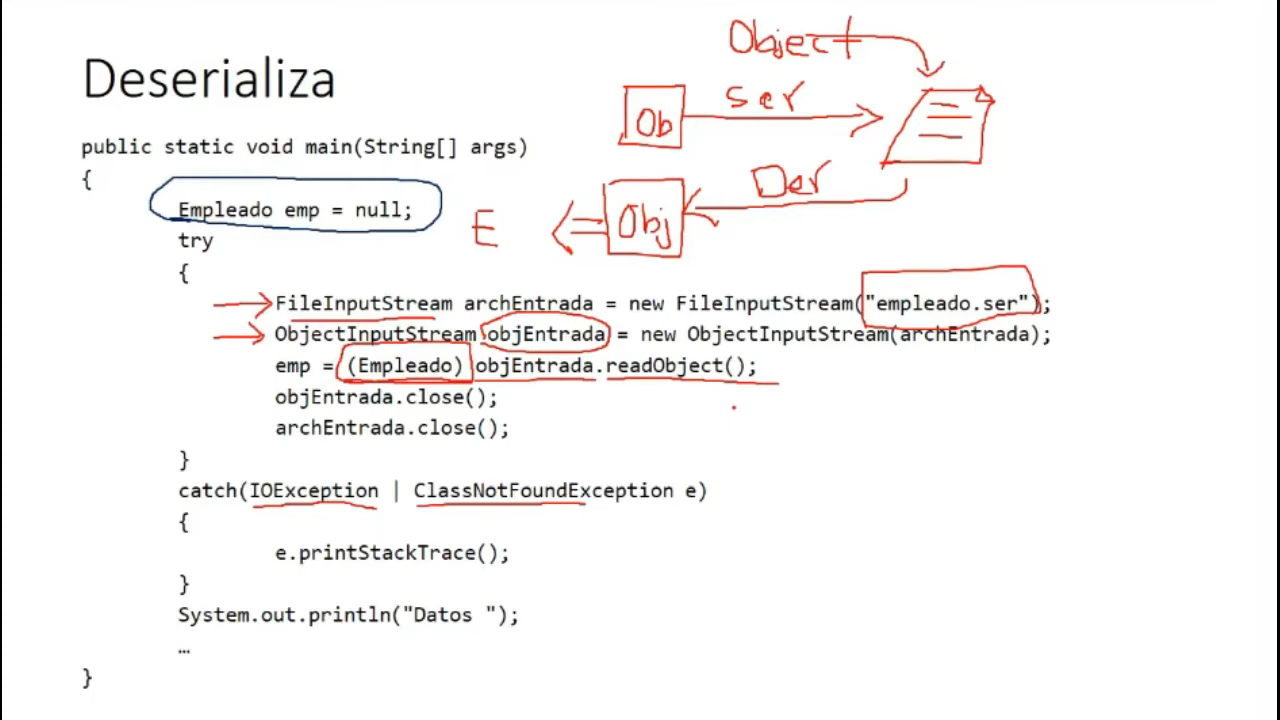 Deserializa
Object
Ob
ser
Der
Obj
E
public static void main(String[] args)
{
Empleado emp = null;
try
{
FileInputStream archEntrada = new FileInputStream("empleado.ser");
ObjectInputStream objEntrada = new ObjectInputStream(archEntrada);
emp = (Empleado) objEntrada.readObject();
objEntrada.close();
archEntrada.close();
}
catch(IOException | ClassNotFoundException e)
{
e.printStackTrace();
}
System.out.println("Datos ");
…
}